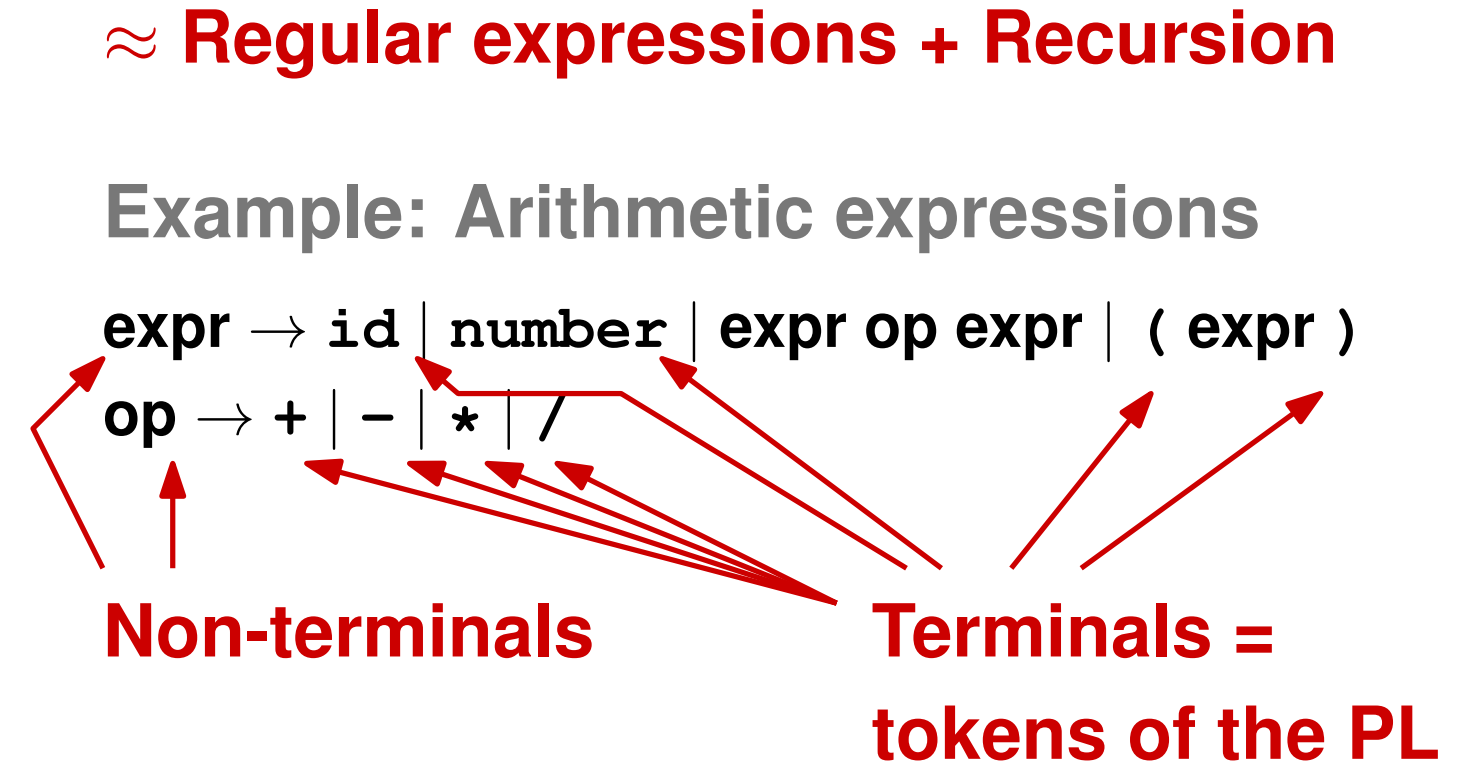 ≈ Regular expressions + Recursion
Example: Arithmetic expressions
expr → id | number | expr op expr | ( expr )
op → + | - | * | /
Non-terminals
Terminals =
tokens of the PL